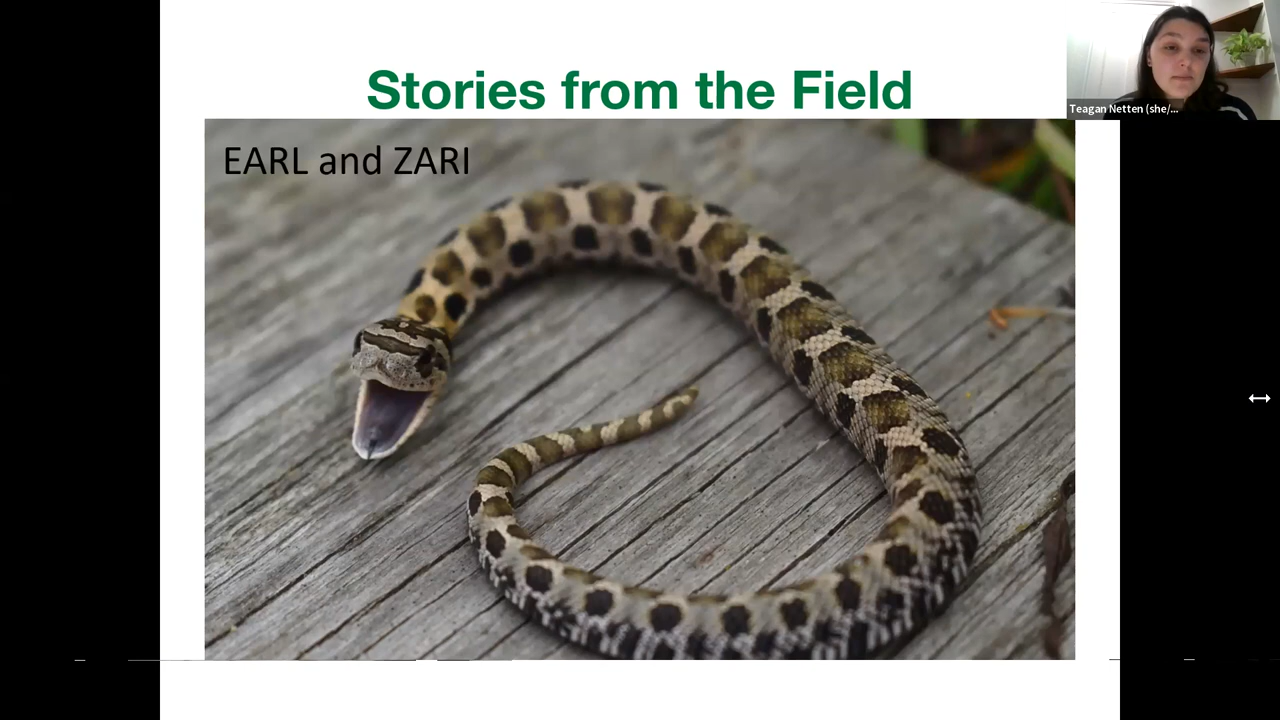 Stories from the Field
Teagan Netten (she/...
EARL and ZARI